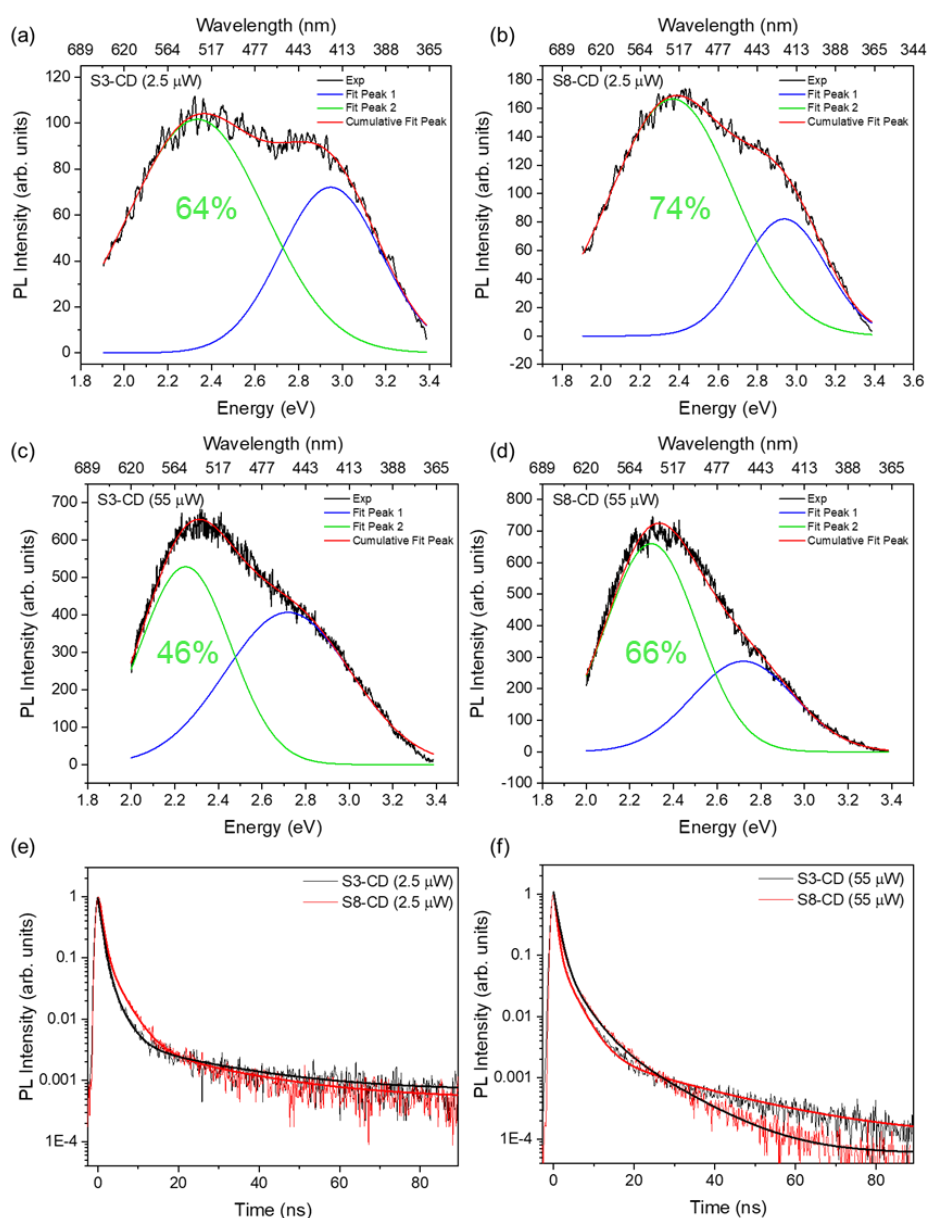 (a)
Wavelength (nm)
689 620 564 517 477 443 413 388 365
S3-CD (2.5 μW)
Exp
Fit Peak 1
Fit Peak 2
Cumulative Fit Peak
64%
120
100
80
60
40
20
0
PL Intensity (arb. units)
1.8 2.0 2.2 2.4 2.6 2.8 3.0 3.2 3.4
Energy (eV)
(b)
Wavelength (nm)
689 620 564 517 477 443 413 388 365 344
S8-CD (2.5 μW)
Exp
Fit Peak 1
Fit Peak 2
Cumulative Fit Peak
74%
180
160
140
120
100
80
60
40
20
0
-20
PL Intensity (arb. units)
1.8 2.0 2.2 2.4 2.6 2.8 3.0 3.2 3.4 3.6
Energy (eV)
(c)
Wavelength (nm)
689 620 564 517 477 443 413 388 365
S3-CD (55 μW)
Exp
Fit Peak 1
Fit Peak 2
Cumulative Fit Peak
46%
700
600
500
400
300
200
100
0
PL Intensity (arb. units)
1.8 2.0 2.2 2.4 2.6 2.8 3.0 3.2 3.4
Energy (eV)
(d)
Wavelength (nm)
689 620 564 517 477 443 413 388 365
S8-CD (55 μW)
Exp
Fit Peak 1
Fit Peak 2
Cumulative Fit Peak
66%
800
700
600
500
400
300
200
100
0
-100
PL Intensity (arb. units)
1.8 2.0 2.2 2.4 2.6 2.8 3.0 3.2 3.4
Energy (eV)
(e)
S3-CD (2.5 μW)
S8-CD (2.5 μW)
1
0.1
0.01
0.001
1E-4
PL Intensity (arb. units)
0 20 40 60 80
Time (ns)
(f)
S3-CD (55 μW)
S8-CD (55 μW)
1
0.1
0.01
0.001
1E-4
PL Intensity (arb. units)
0 20 40 60 80
Time (ns)